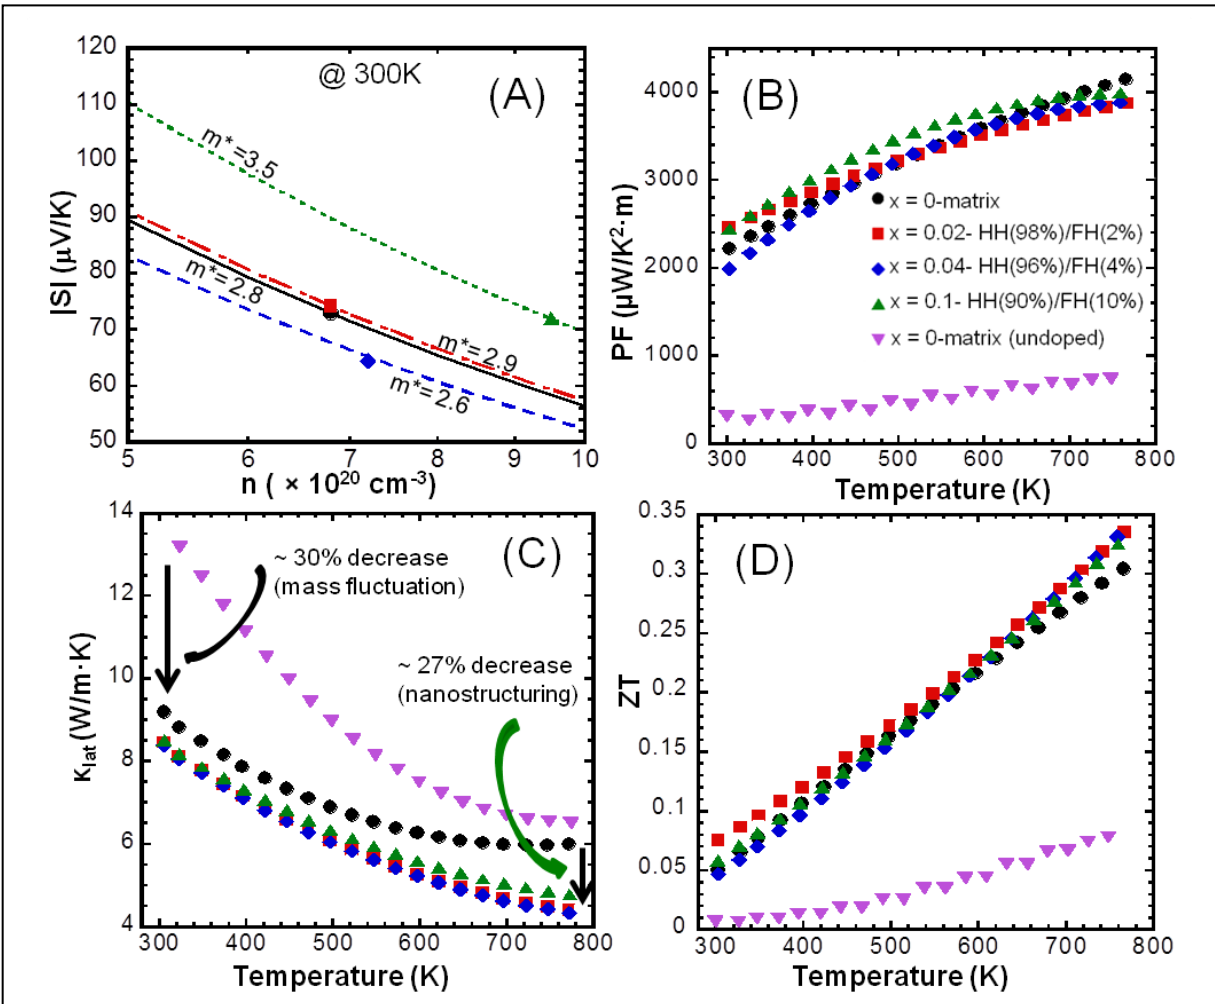 @ 300K
(A)
120
110
100
90
80
70
60
50
|S| (μV/K)
m*=3.5
m*=2.8
m*=2.9
m*=2.6
5
6
7
8
9
10
n ( × 10²⁰ cm⁻³)
(B)
4000
3000
2000
1000
0
PF (μW/K²·m)
x = 0-matrix
x = 0.02- HH(98%)/FH(2%)
x = 0.04- HH(96%)/FH(4%)
x = 0.1- HH(90%)/FH(10%)
x = 0-matrix (undoped)
300 400 500 600 700 800
Temperature (K)
(C)
14
12
10
8
6
4
κlat (W/m·K)
~ 30% decrease
(mass fluctuation)
~ 27% decrease
(nanostructuring)
300 400 500 600 700 800
Temperature (K)
(D)
0.35
0.3
0.25
0.2
0.15
0.1
0.05
0
ZT
300 400 500 600 700 800
Temperature (K)